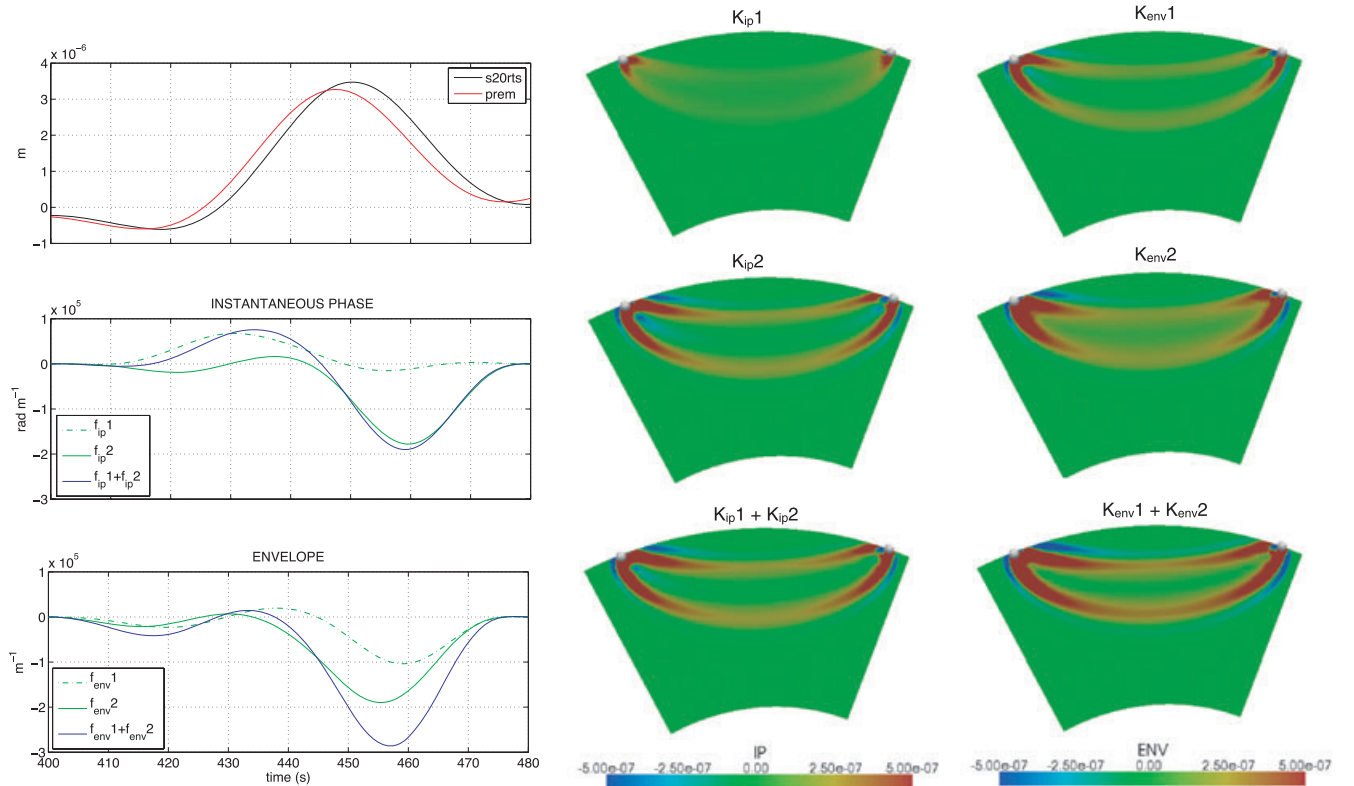 x 10⁻⁶
4
3
2
1
0
−1
m
s20rts
prem
INSTANTANEOUS PHASE
x 10⁵
1
0
−1
−2
−3
rad m⁻¹
f_ip1
f_ip2
f_ip1+f_ip2
ENVELOPE
x 10⁵
1
0
−1
−2
−3
m⁻¹
f_env1
f_env2
f_env1+f_env2
400 410 420 430 440 450 460 470 480
time (s)
K_ip1
K_env1
K_ip2
K_env2
K_ip1 + K_ip2
K_env1 + K_env2
IP
-5.00e-07 -2.50e-07 0.00 2.50e-07 5.00e-07
ENV
-5.00e-07 -2.50e-07 0.00 2.50e-07 5.00e-07